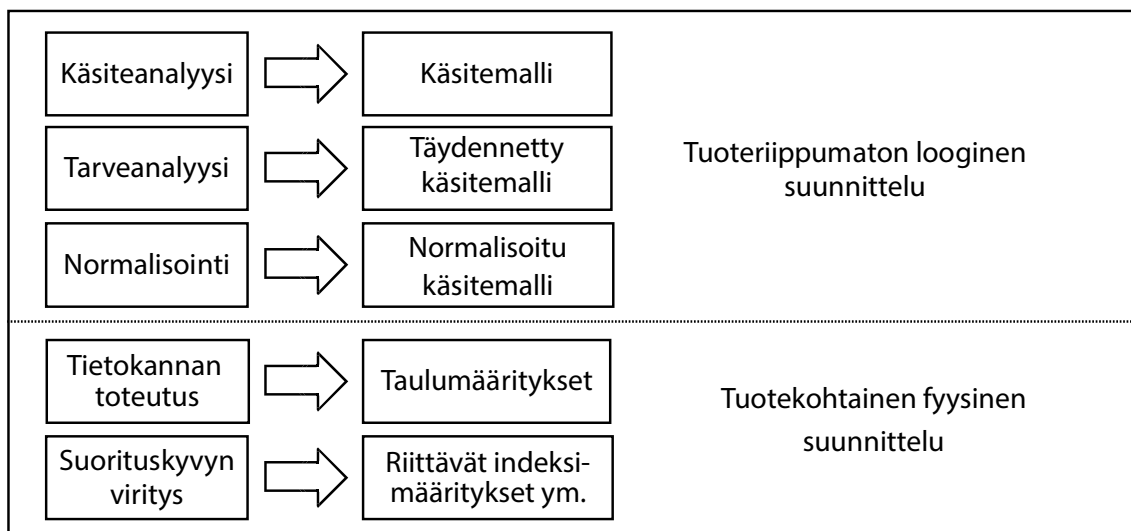 Käsiteanalyysi
Käsitemalli
Tarveanalyysi
Täydennetty
käsitemalli
Normalisointi
Normalisoitu
käsitemalli
Tuoteriippumaton looginen
suunnittelu
Tietokannan
toteutus
Taulumääritykset
Suorituskyvyn
viritys
Riittävät indeksi-
määritykset ym.
Tuotekohtainen fyysinen
suunnittelu